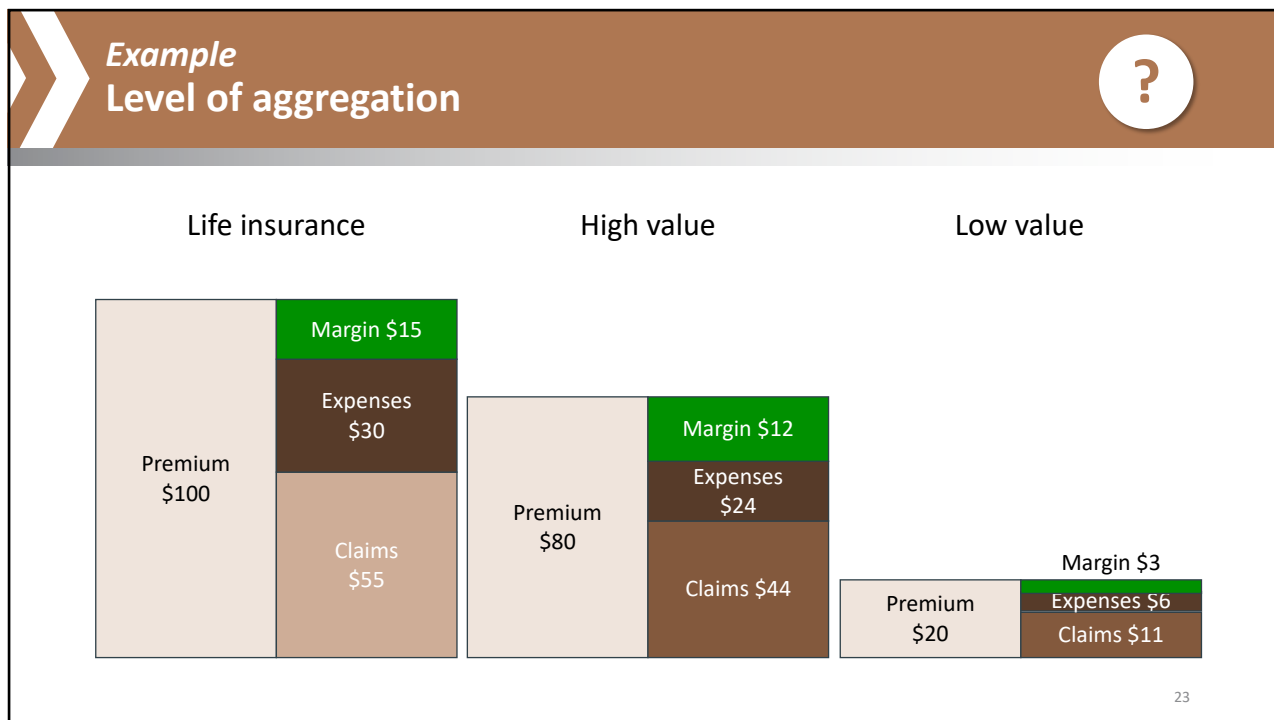 Example
Level of aggregation
?
Life insurance
High value
Low value
Premium
$100
Margin $15
Expenses
$30
Claims
$55
Premium
$80
Margin $12
Expenses
$24
Claims $44
Premium
$20
Margin $3
Expenses $6
Claims $11
23